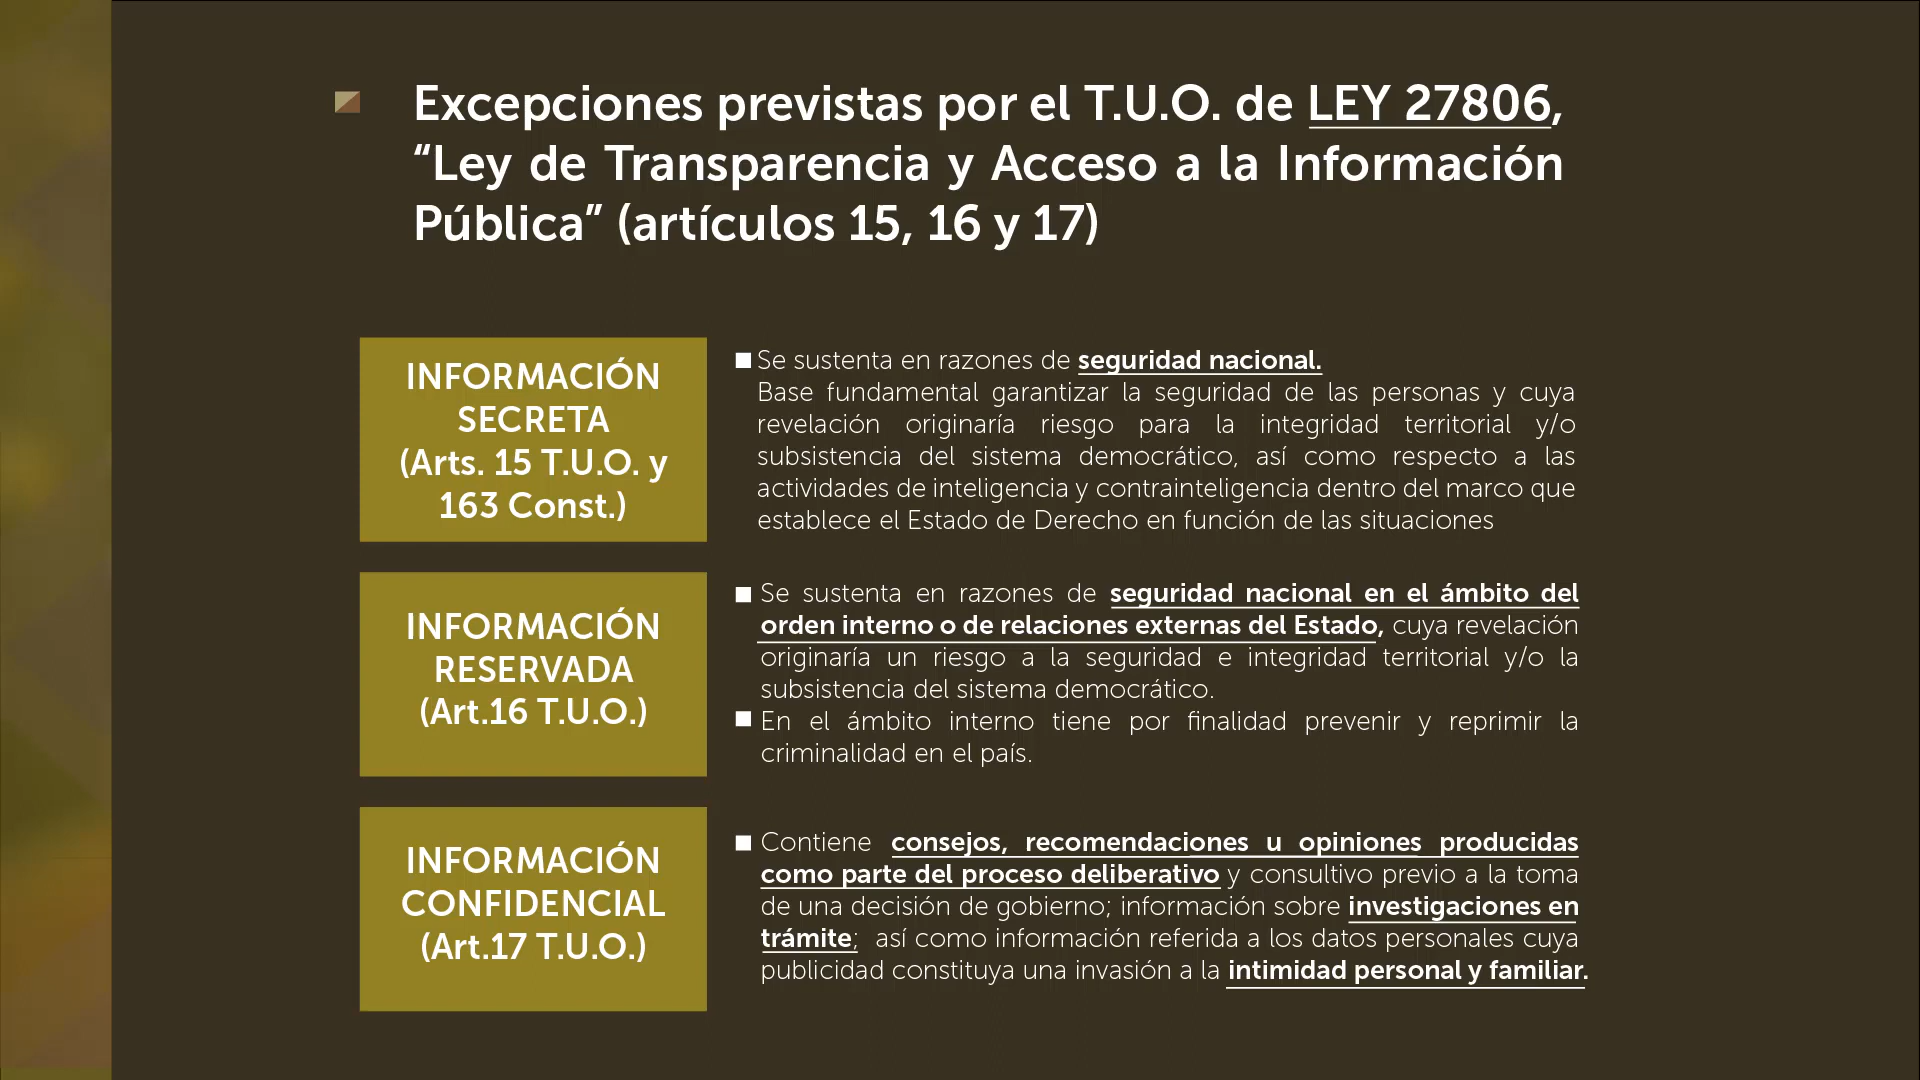 Excepciones previstas por el T.U.O. de LEY 27806,
“Ley de Transparencia y Acceso a la Información
Pública” (artículos 15, 16 y 17)
INFORMACIÓN
SECRETA
(Arts. 15 T.U.O. y
163 Const.)
Se sustenta en razones de seguridad nacional.
Base fundamental garantizar la seguridad de las personas y cuya
revelación originaría riesgo para la integridad territorial y/o
subsistencia del sistema democrático, así como respecto a las
actividades de inteligencia y contrainteligencia dentro del marco que
establece el Estado de Derecho en función de las situaciones
INFORMACIÓN
RESERVADA
(Art.16 T.U.O.)
Se sustenta en razones de seguridad nacional en el ámbito del
orden interno o de relaciones externas del Estado, cuya revelación
originaría un riesgo a la seguridad e integridad territorial y/o la
subsistencia del sistema democrático.
En el ámbito interno tiene por finalidad prevenir y reprimir la
criminalidad en el país.
INFORMACIÓN
CONFIDENCIAL
(Art.17 T.U.O.)
Contiene consejos, recomendaciones u opiniones producidas
como parte del proceso deliberativo y consultivo previo a la toma
de una decisión de gobierno; información sobre investigaciones en
trámite; así como información referida a los datos personales cuya
publicidad constituya una invasión a la intimidad personal y familiar.